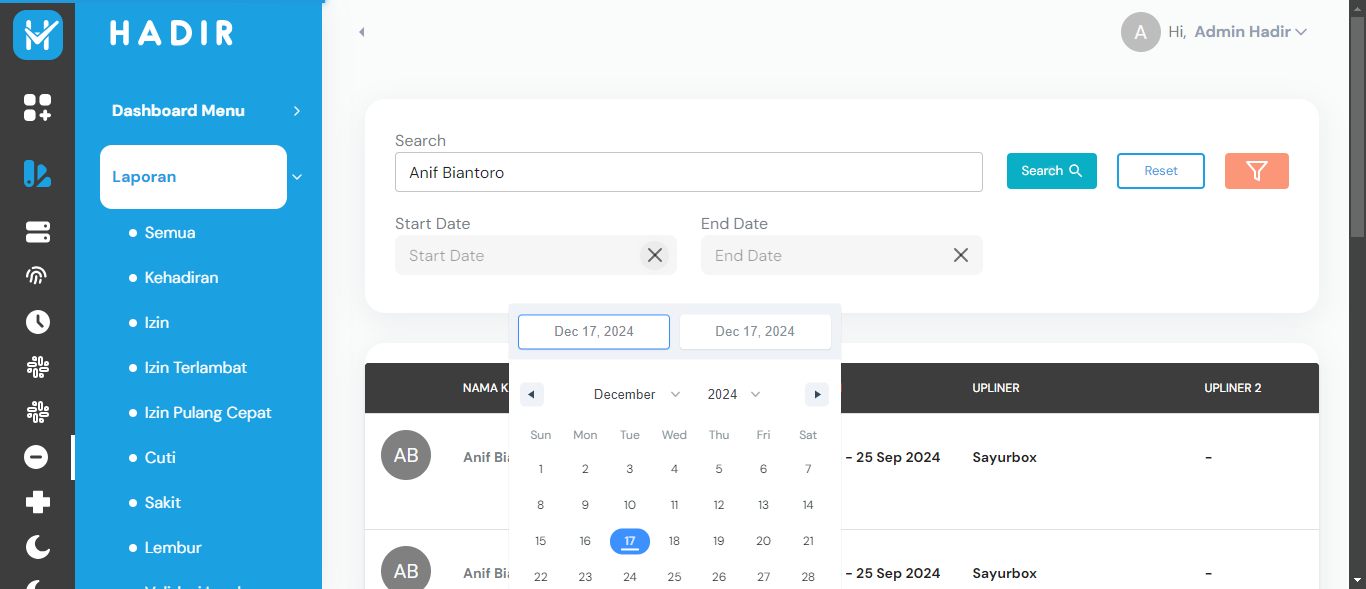 HADIR
A Hi, Admin Hadir
Dashboard Menu
Laporan
Semua
Kehadiran
Izin
Izin Terlambat
Izin Pulang Cepat
Cuti
Sakit
Lembur
Search
Anif Biantoro
Search
Reset
Start Date
End Date
Start Date
End Date
Dec 17, 2024
Dec 17, 2024
December 2024
Sun Mon Tue Wed Thu Fri Sat
1 2 3 4 5 6 7
8 9 10 11 12 13 14
15 16 17 18 19 20 21
22 23 24 25 26 27 28
NAMA K UPLINER UPLINER 2
AB Anif Bi - 25 Sep 2024 Sayurbox -
AB Anif Bi - 25 Sep 2024 Sayurbox -